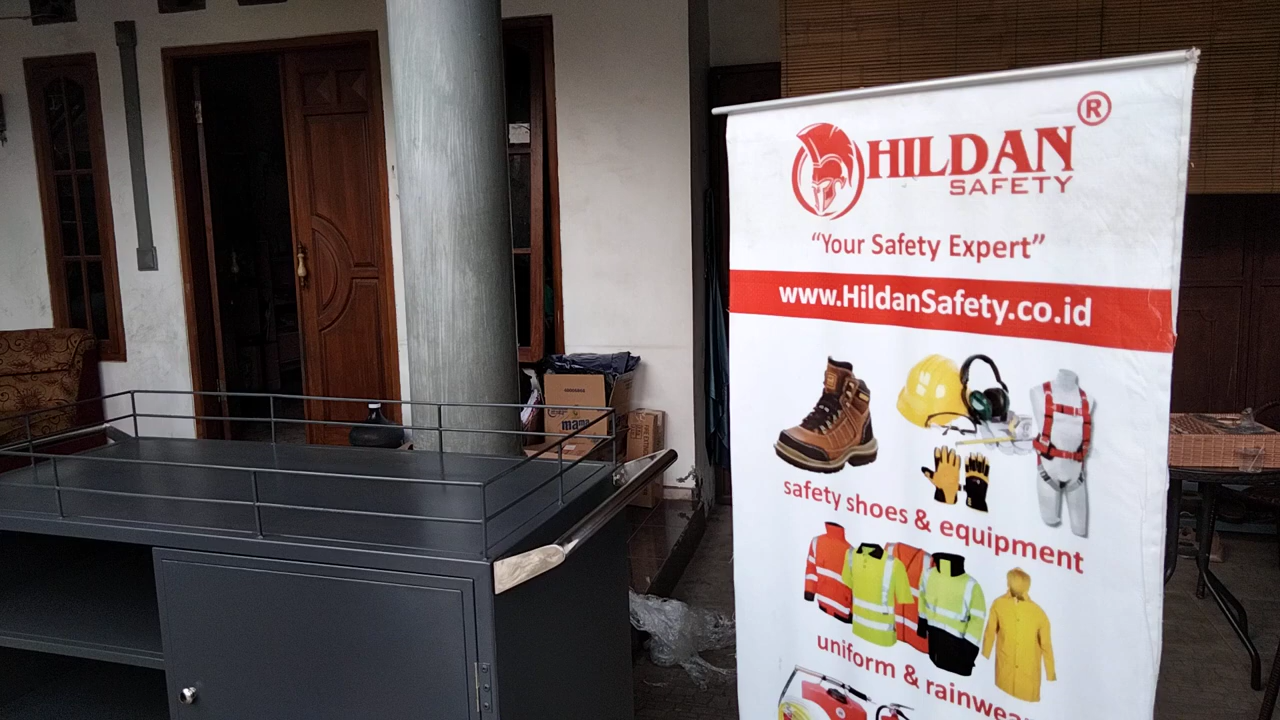 HILDAN®
SAFETY
“Your Safety Expert”
www.HildanSafety.co.id
safety shoes & equipment
uniform & rainwear